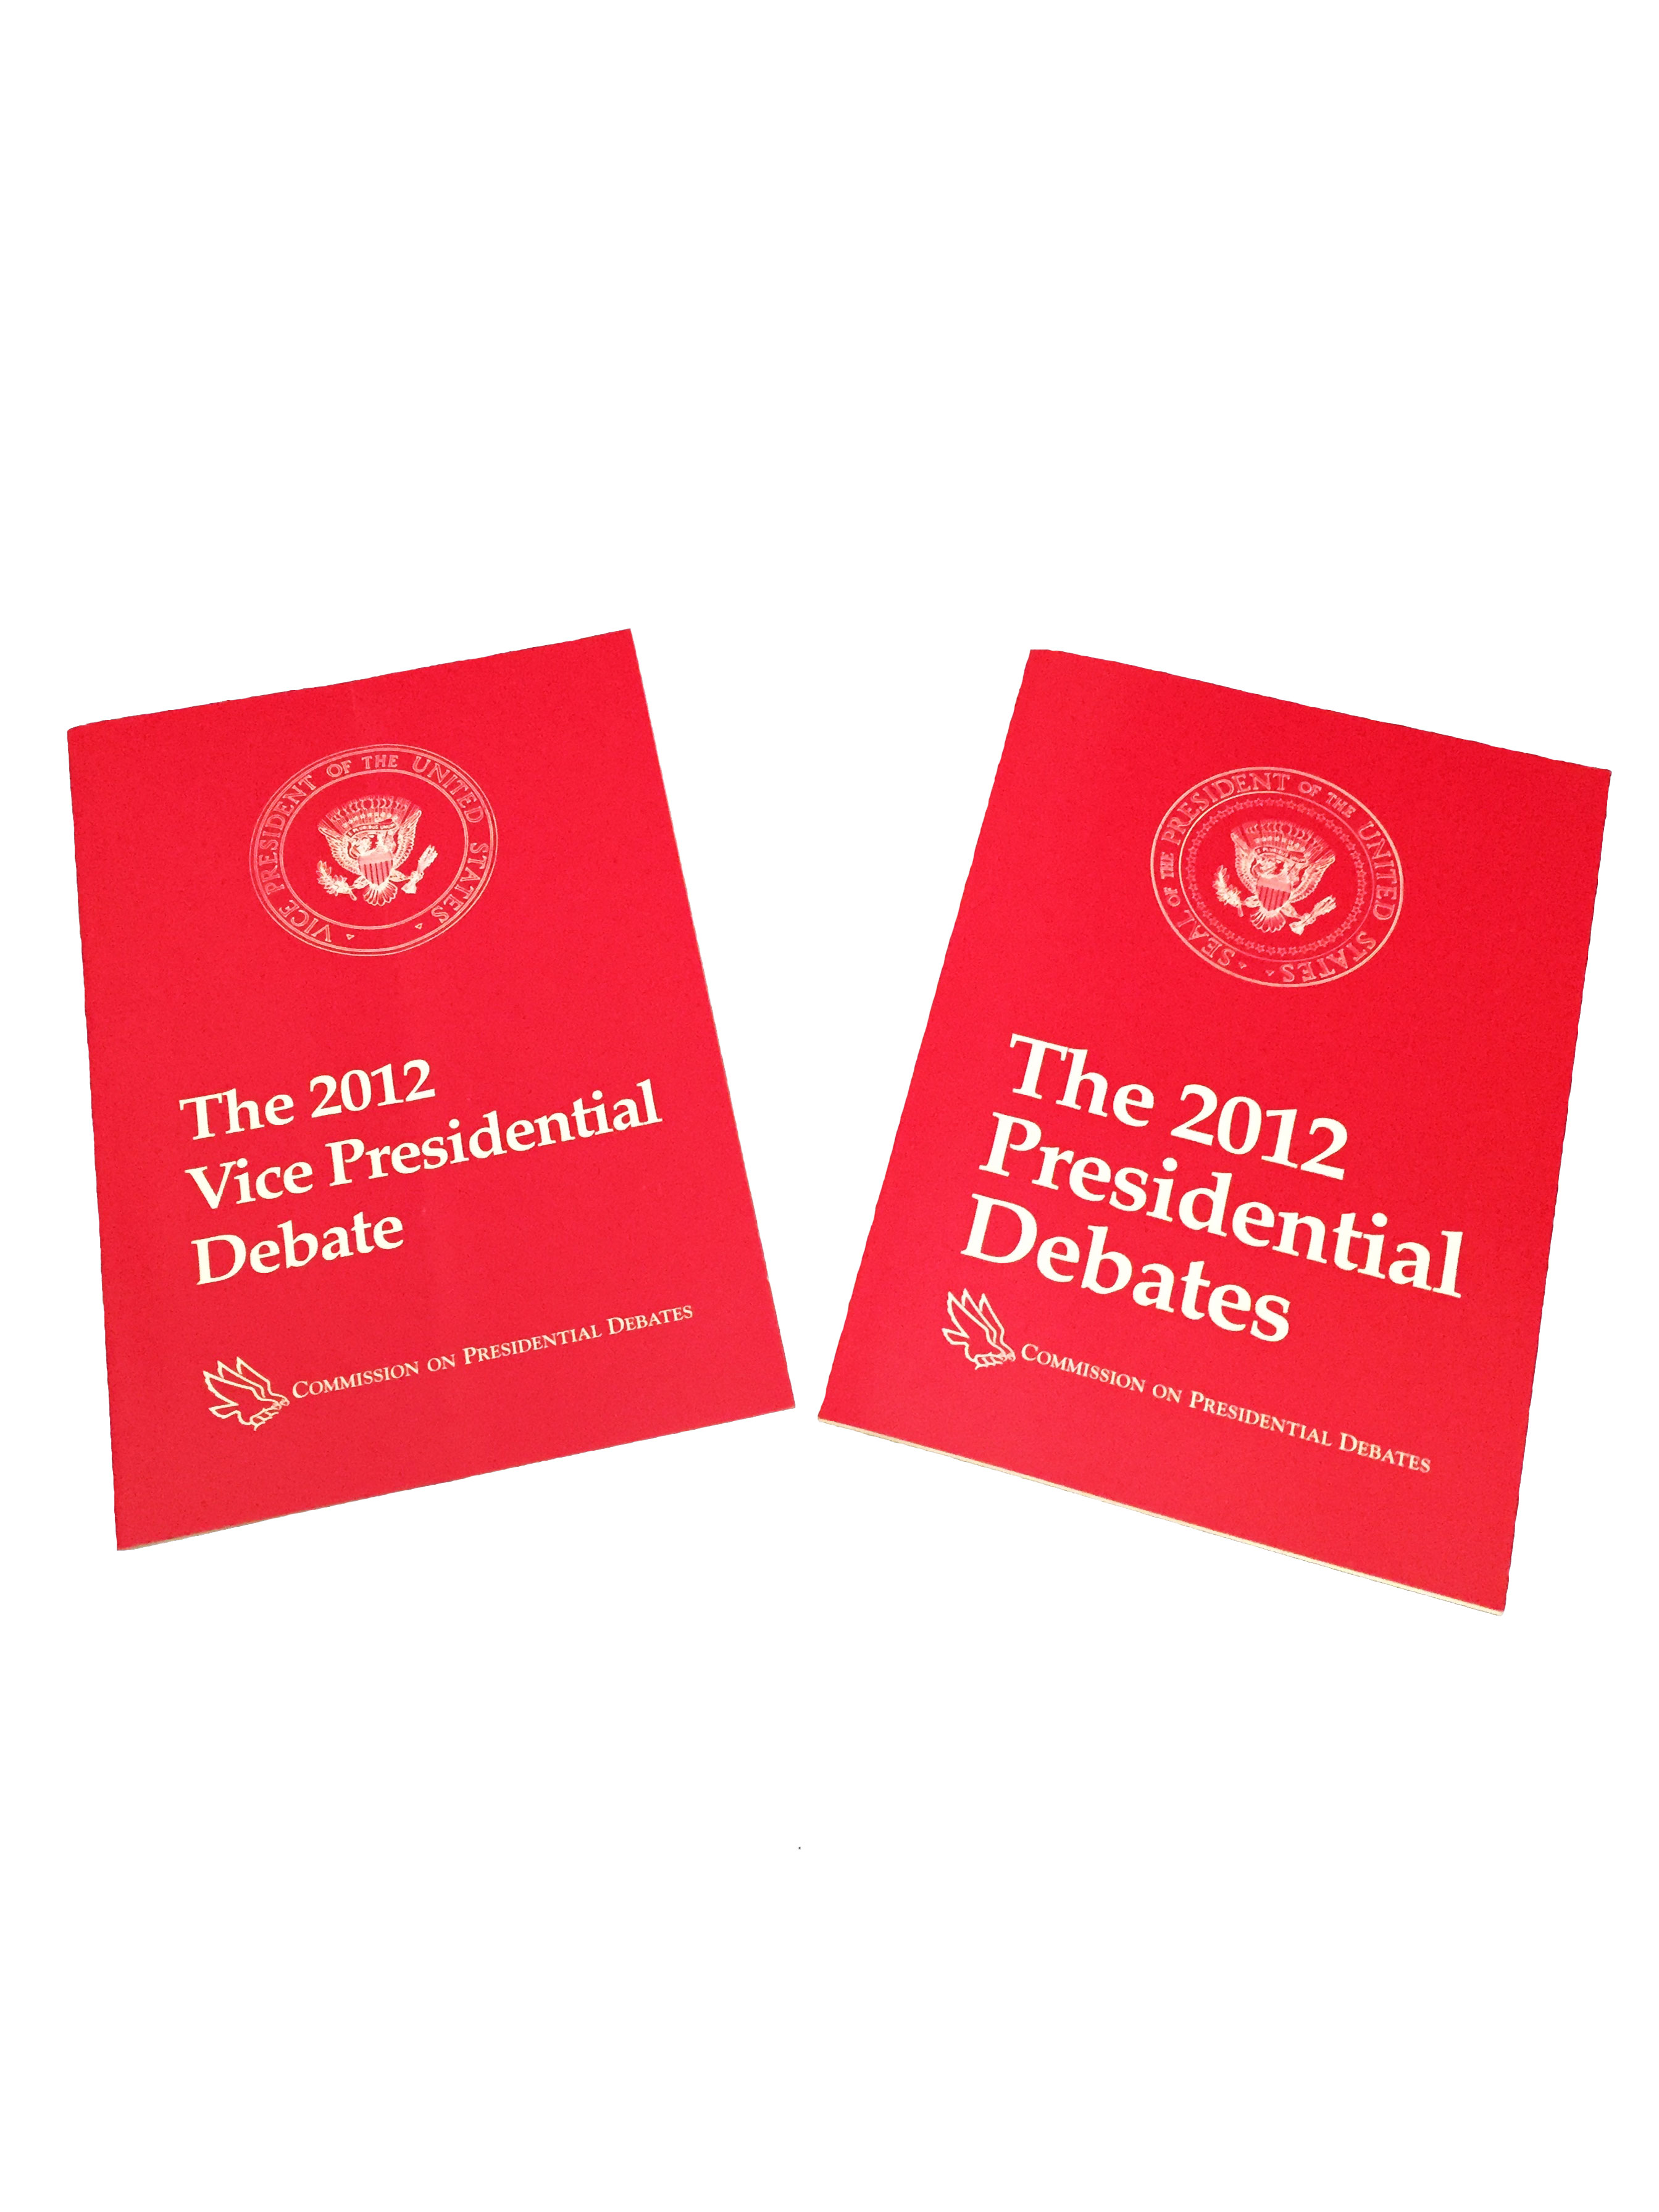 VICE PRESIDENT OF THE UNITED STATES
The 2012
Vice Presidential
Debate
COMMISSION ON PRESIDENTIAL DEBATES
SEAL OF THE PRESIDENT OF THE UNITED STATES
The 2012
Presidential
Debates
COMMISSION ON PRESIDENTIAL DEBATES